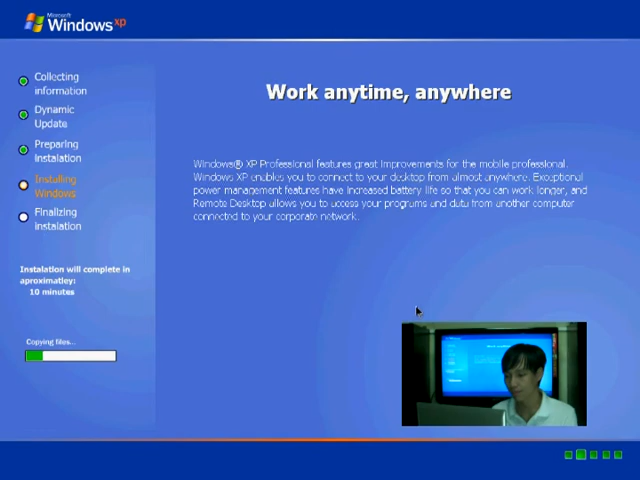 Microsoft
Windows xp
Collecting
information
Dynamic
Update
Preparing
Instalation
Installing
Windows
Finalizing
instalation
Instalation will complete in
aproximatley:
10 minutes
Copying files...
Work anytime, anywhere
Windows® XP Professional features great improvements for the mobile professional.
Windows XP enables you to connect to your desktop from almost anywhere. Exceptional
power management features have increased battery life so that you can work longer, and
Remote Desktop allows you to access your programs and data from another computer
connected to your corporate network.